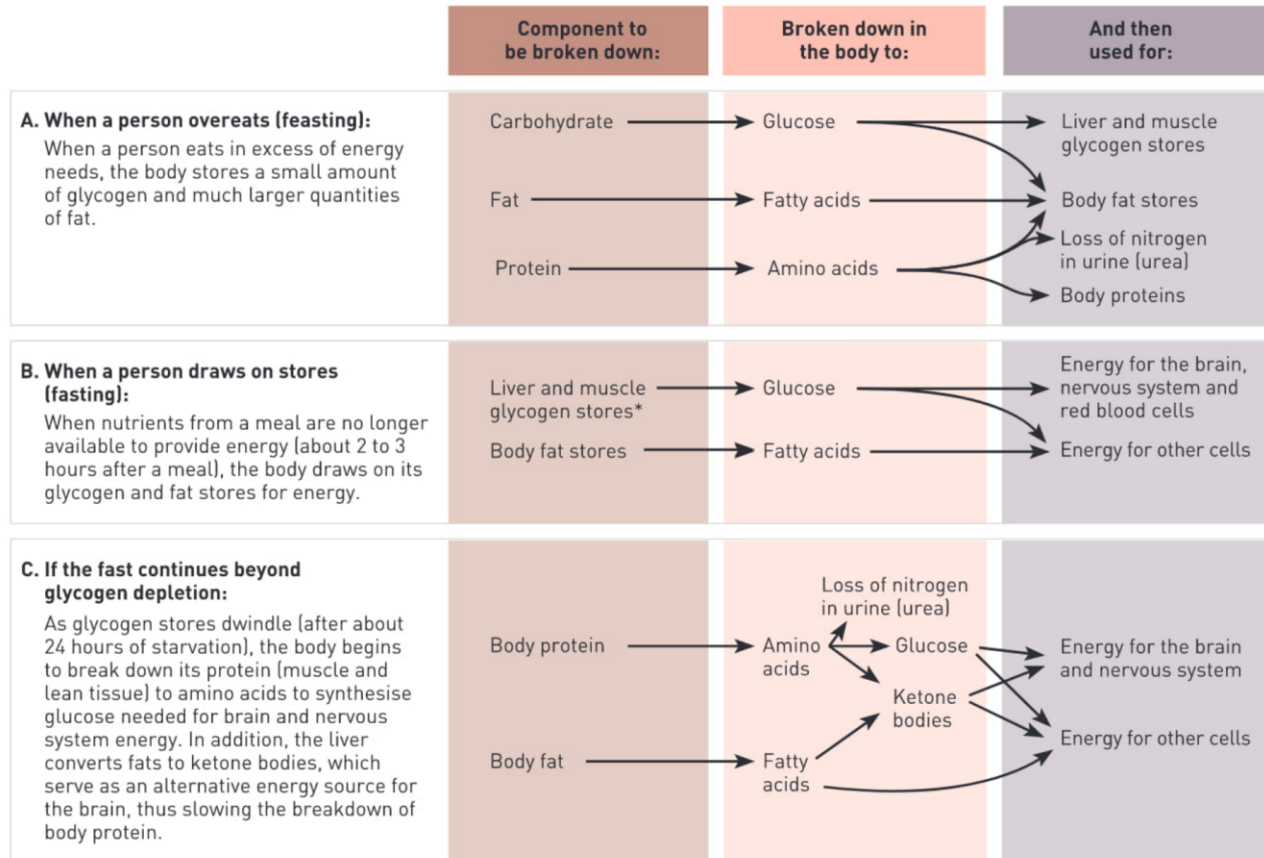 Component to
be broken down:
Broken down in
the body to:
And then
used for:
A. When a person overeats (feasting):
When a person eats in excess of energy
needs, the body stores a small amount
of glycogen and much larger quantities
of fat.
Carbohydrate
Glucose
Liver and muscle
glycogen stores
Fat
Fatty acids
Body fat stores
Protein
Amino acids
Loss of nitrogen
in urine (urea)
Body proteins
B. When a person draws on stores
(fasting):
When nutrients from a meal are no longer
available to provide energy (about 2 to 3
hours after a meal), the body draws on its
glycogen and fat stores for energy.
Liver and muscle
glycogen stores*
Glucose
Energy for the brain,
nervous system and
red blood cells
Body fat stores
Fatty acids
Energy for other cells
C. If the fast continues beyond
glycogen depletion:
As glycogen stores dwindle (after about
24 hours of starvation), the body begins
to break down its protein (muscle and
lean tissue) to amino acids to synthesise
glucose needed for brain and nervous
system energy. In addition, the liver
converts fats to ketone bodies, which
serve as an alternative energy source for
the brain, thus slowing the breakdown of
body protein.
Body protein
Amino
acids
Loss of nitrogen
in urine (urea)
Glucose
Energy for the brain
and nervous system
Ketone
bodies
Body fat
Fatty
acids
Energy for other cells